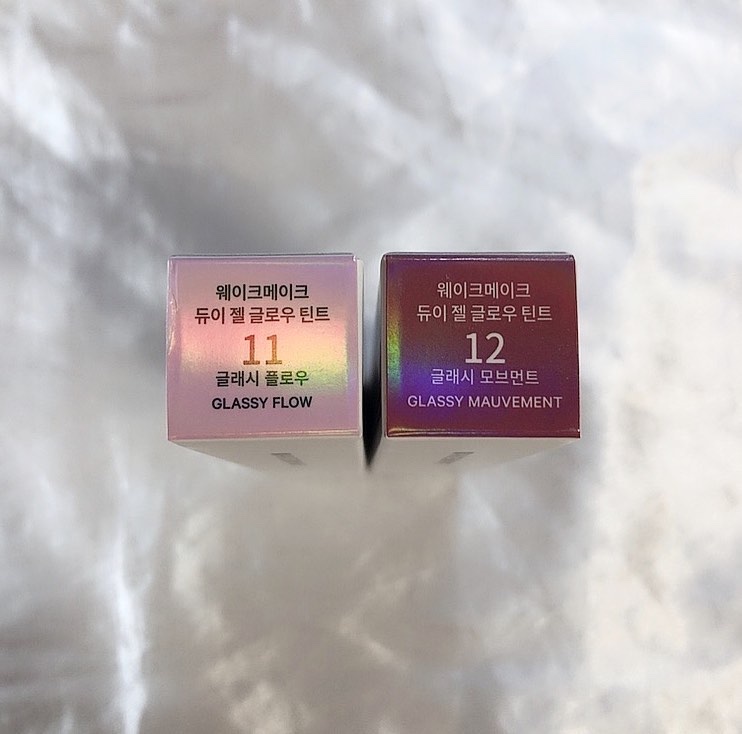 웨이크메이크
듀이 젤 글로우 틴트
11
글래시 플로우
GLASSY FLOW
웨이크메이크
듀이 젤 글로우 틴트
12
글래시 모브먼트
GLASSY MAUVEMENT